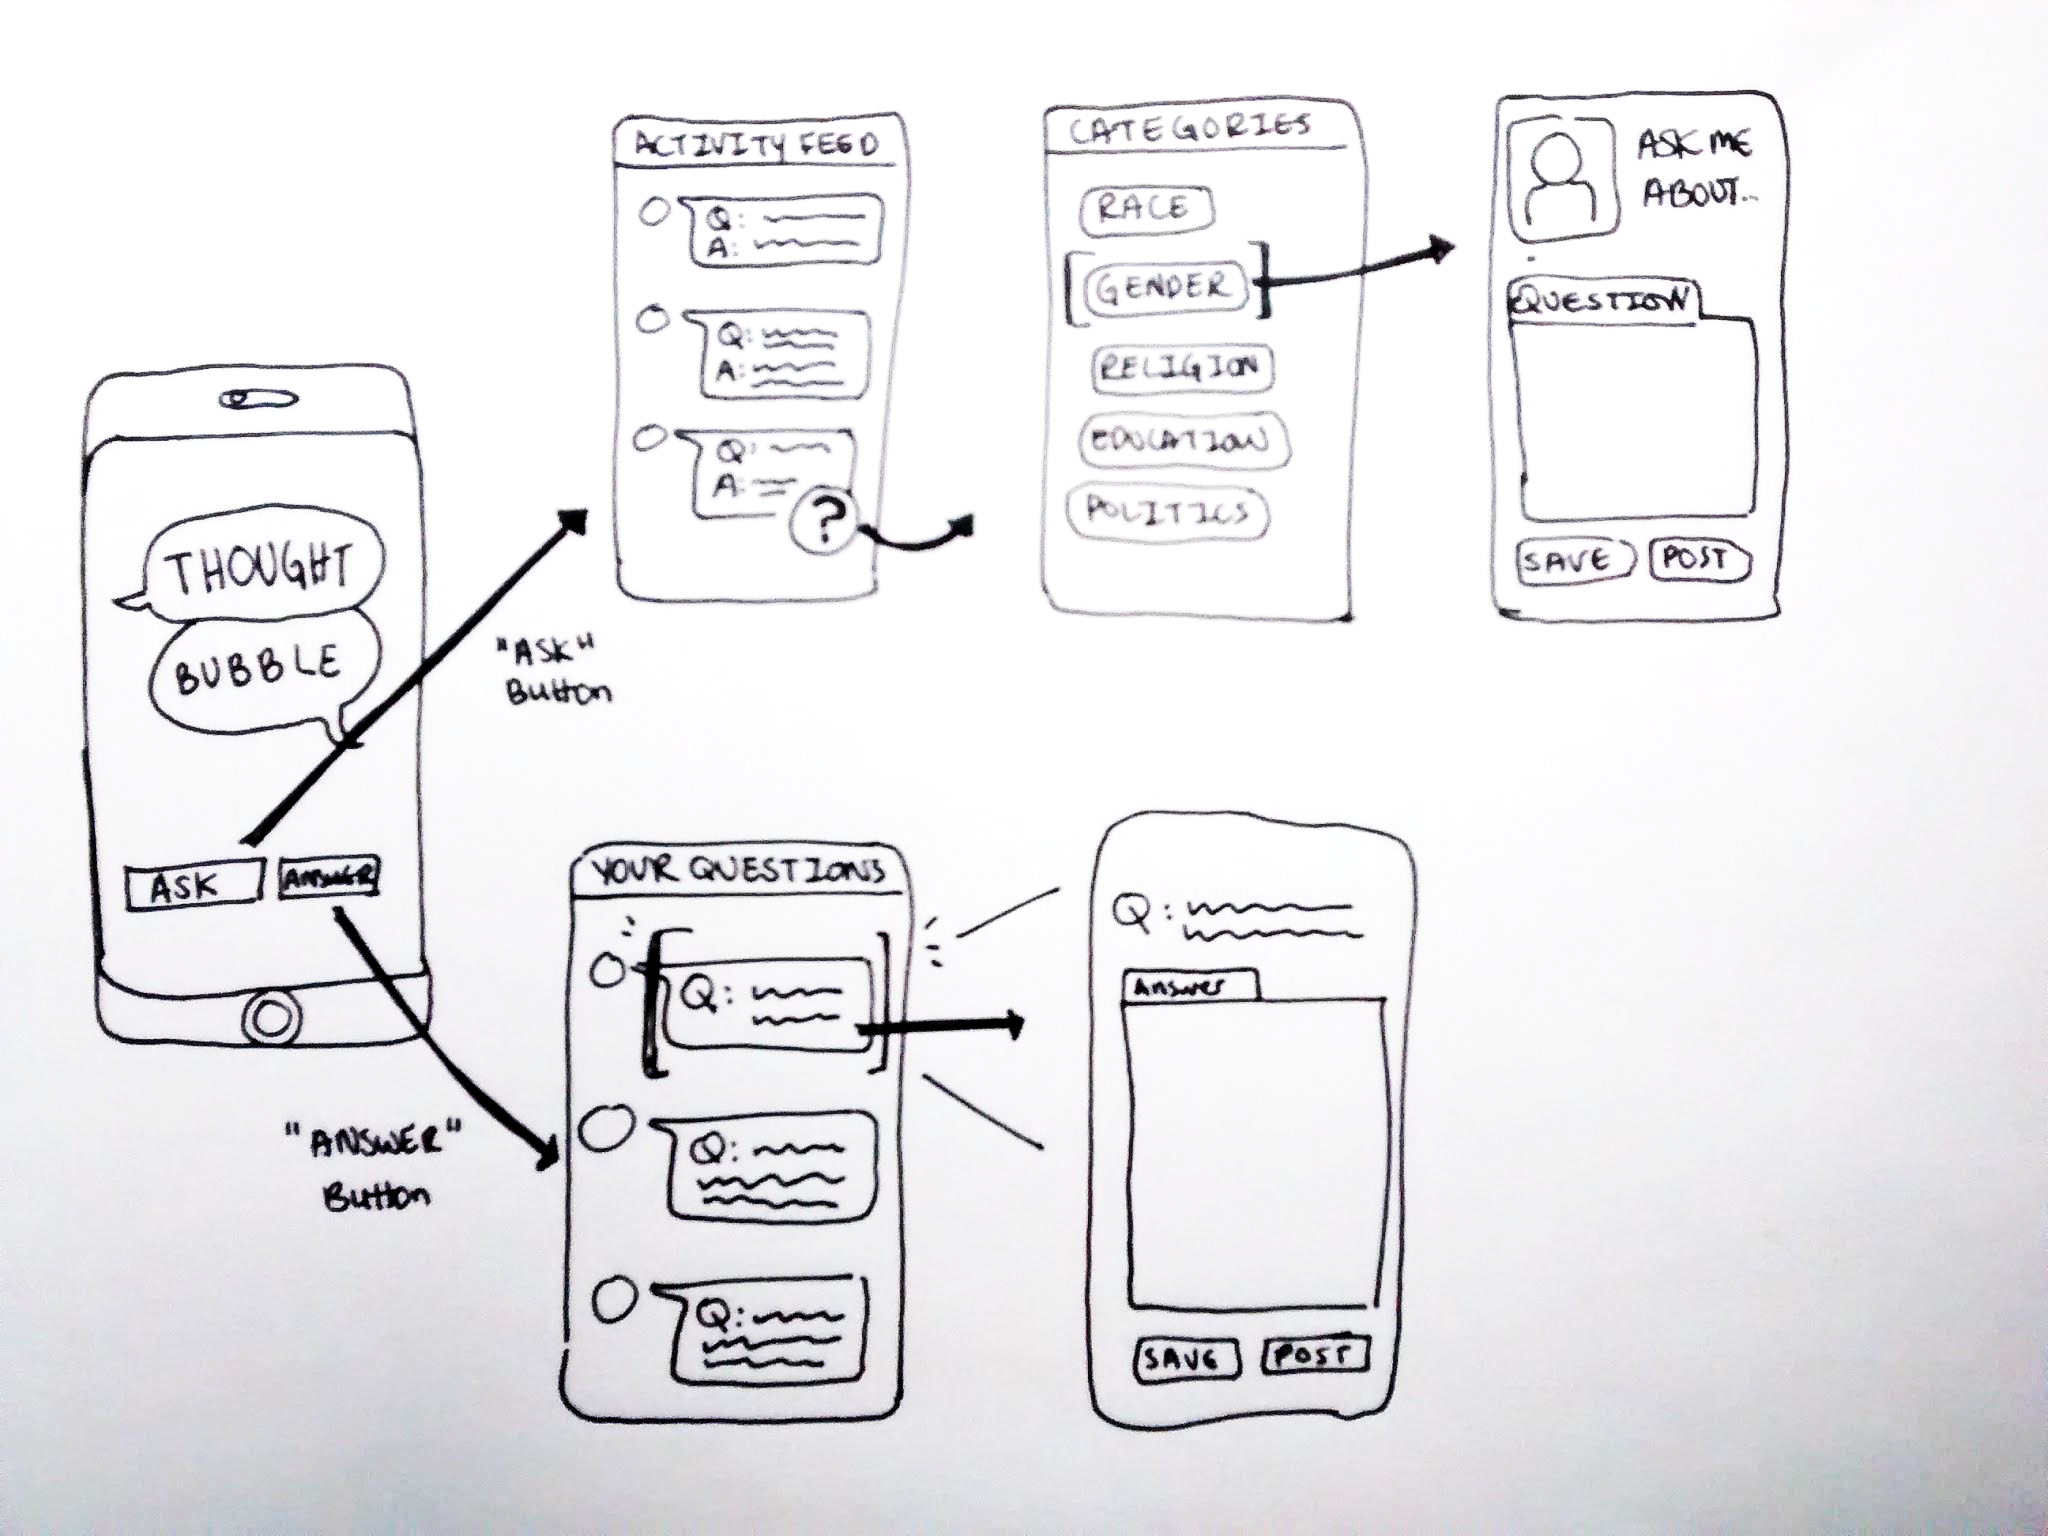 THOUGHT
BUBBLE
ASK
ANSWER
"ASK"
Button
"ANSWER"
Button
ACTIVITY FEED
Q:
A:
Q:
A:
Q:
A:
?
CATEGORIES
RACE
GENDER
RELIGION
EDUCATION
POLITICS
ASK ME
ABOUT...
QUESTION
SAVE
POST
YOUR QUESTIONS
Q:
Q:
Q:
Q:
Answer
SAVE
POST